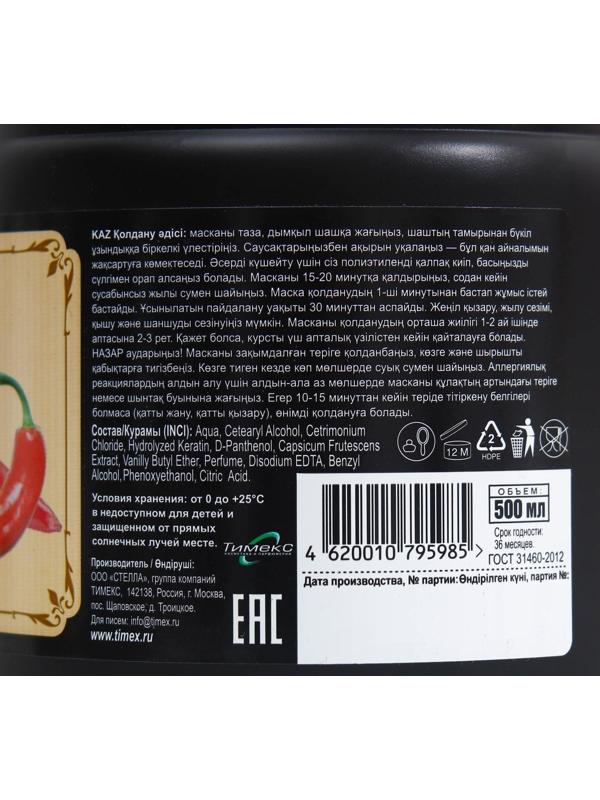 KAZ Қолдану әдісі: масканы таза, дымқыл шашқа жағыңыз, шаштың тамырынан бүкіл
ұзындыққа біркелкі үлестіріңіз. Саусақтарыңызбен ақырын уқалаңыз — бұл қан айналымын
жақсартуға көмектеседі. Әсерді күшейту үшін сіз полиэтиленді қалпақ киіп, басыңызды
сүлгімен орап алсаңыз болады. Масканы 15-20 минутқа қалдырыңыз, содан кейін
сусабынсыз жылы сумен шайыңыз. Маска қолданудың 1-ші минутынан бастап жұмыс істей
бастайды. Ұсынылатын пайдалану уақыты 30 минуттан аспайды. Жеңіл қызару, жылу сезімі,
қышу және шаншуды сезінуіңіз мүмкін. Масканы қолданудың орташа жиілігі 1-2 ай ішінде
аптасына 2-3 рет. Қажет болса, курсты үш апталық үзілістен кейін қайталауға болады.
НАЗАР аударыңыз! Масканы зақымдалған теріге қолданбаңыз, көзге және шырышты
қабықтарға тигізбеңіз. Көзге тиген кезде көп мөлшерде суық сумен шайыңыз. Аллергиялық
реакциялардың алдын алу үшін алдын-ала аз мөлшерде масканы құлақтың артындағы теріге
немесе шынтақ буынына жағыңыз. Егер 10-15 минуттан кейін теріде тітіркену белгілері
болмаса (қатты жану, қатты қызару), өнімді қолдануға болады.
Состав/Курамы (INCI): Aqua, Cetearyl Alcohol, Cetrimonium
Chloride, Hydrolyzed Keratin, D-Panthenol, Capsicum Frutescens
Extract, Vanilly Butyl Ether, Perfume, Disodium EDTA, Benzyl
Alcohol, Phenoxyethanol, Citric Acid.
12 M
2
HDPE
Условия хранения: от 0 до +25°C
в недоступном для детей и
защищенном от прямых
солнечных лучей месте.
Тимекс
КОСМЕТИКА И ПАРФЮМЕРИЯ
Производитель / Өндіруші:
ООО «СТЕЛЛА», группа компаний
ТИМЕКС, 142138, Россия, г. Москва,
пос. Щаповское, д. Троицкое.
Для писем: info@timex.ru
www.timex.ru
EAC
4 620010 795985 >
ОБЪЕМ:
500 мл
Срок годности:
36 месяцев.
ГОСТ 31460-2012
Дата производства, № партии: Өндірілген күні, партия №: